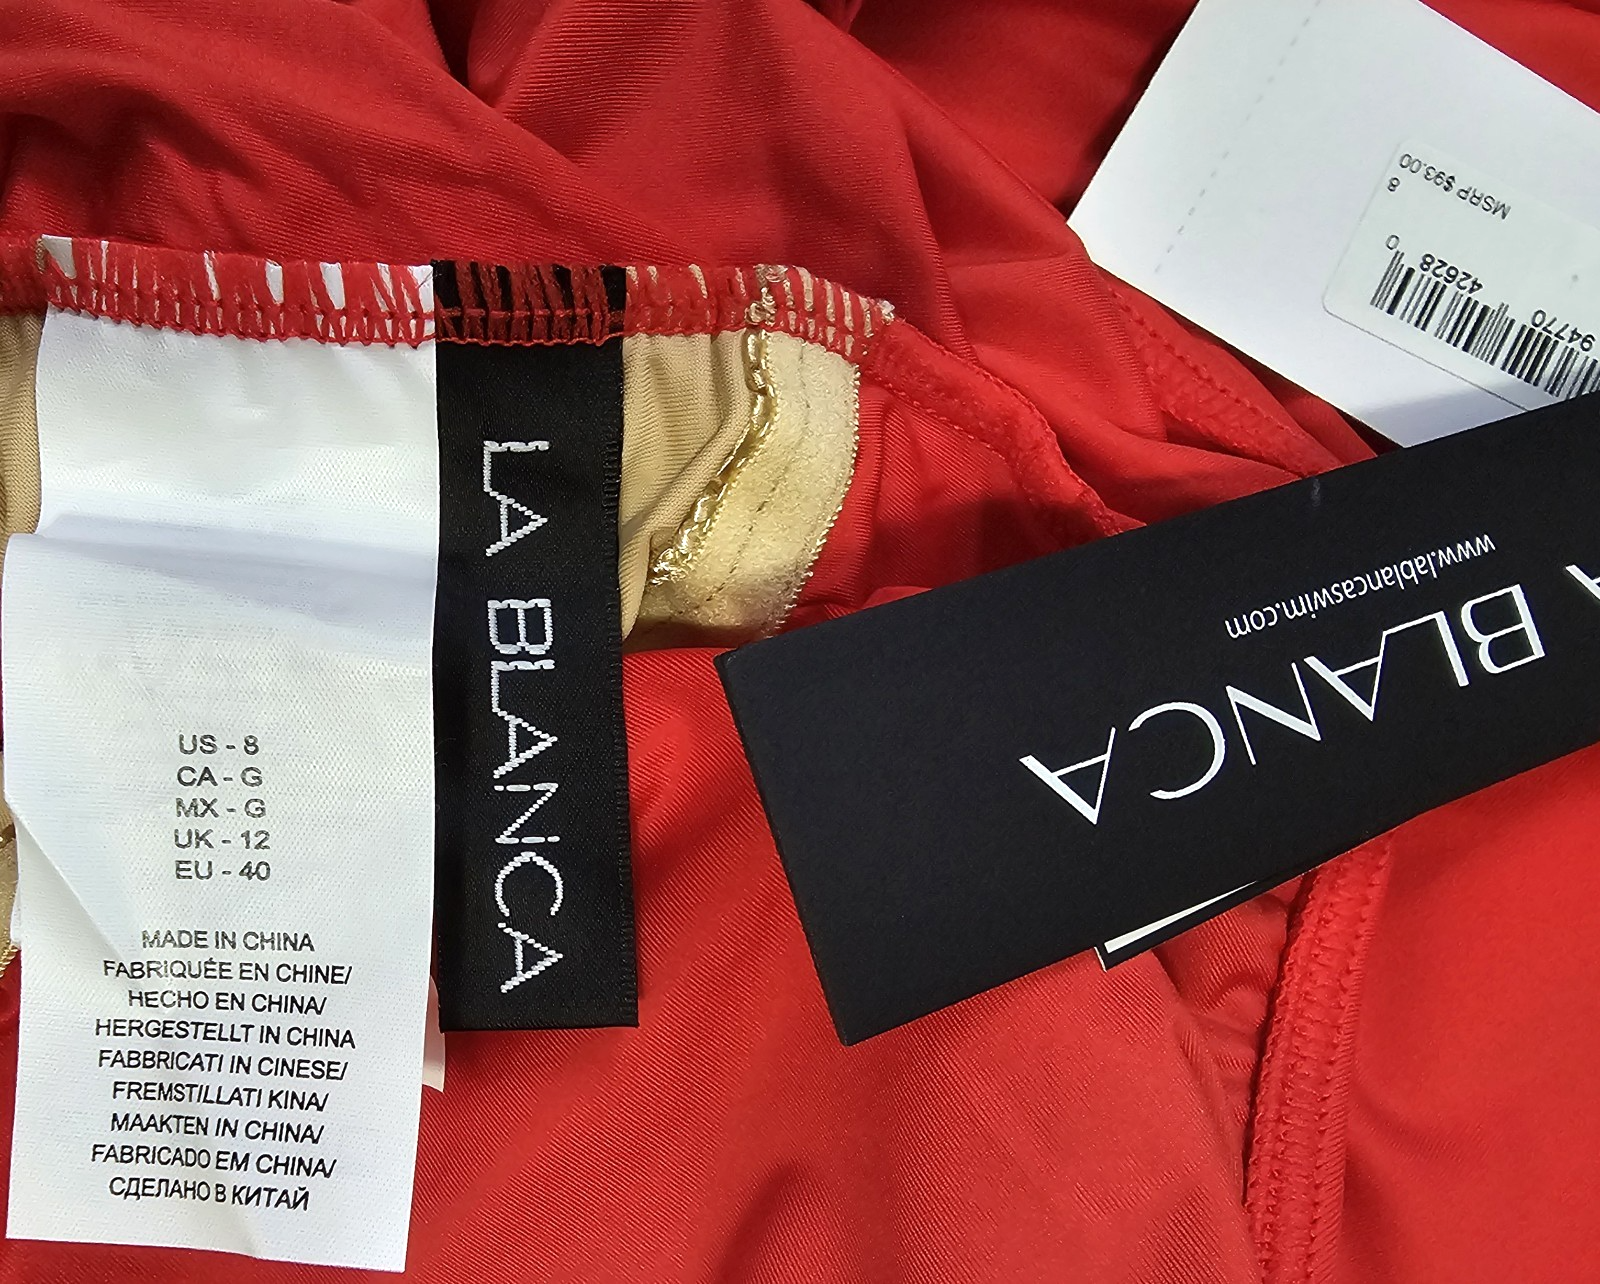 US - 8
CA - G
MX - G
UK - 12
EU - 40
MADE IN CHINA
FABRIQUÉE EN CHINE/
HECHO EN CHINA/
HERGESTELLT IN CHINA
FABBRICATI IN CINESE/
FREMSTILLATI KINA/
MAAKTEN IN CHINA/
FABRICADO EM CHINA/
СДЕЛАНО В КИТАЙ
LA BLANCA
BLANCA
www.lablancaswim.com
94770 42628 0
8
MSRP $93.00